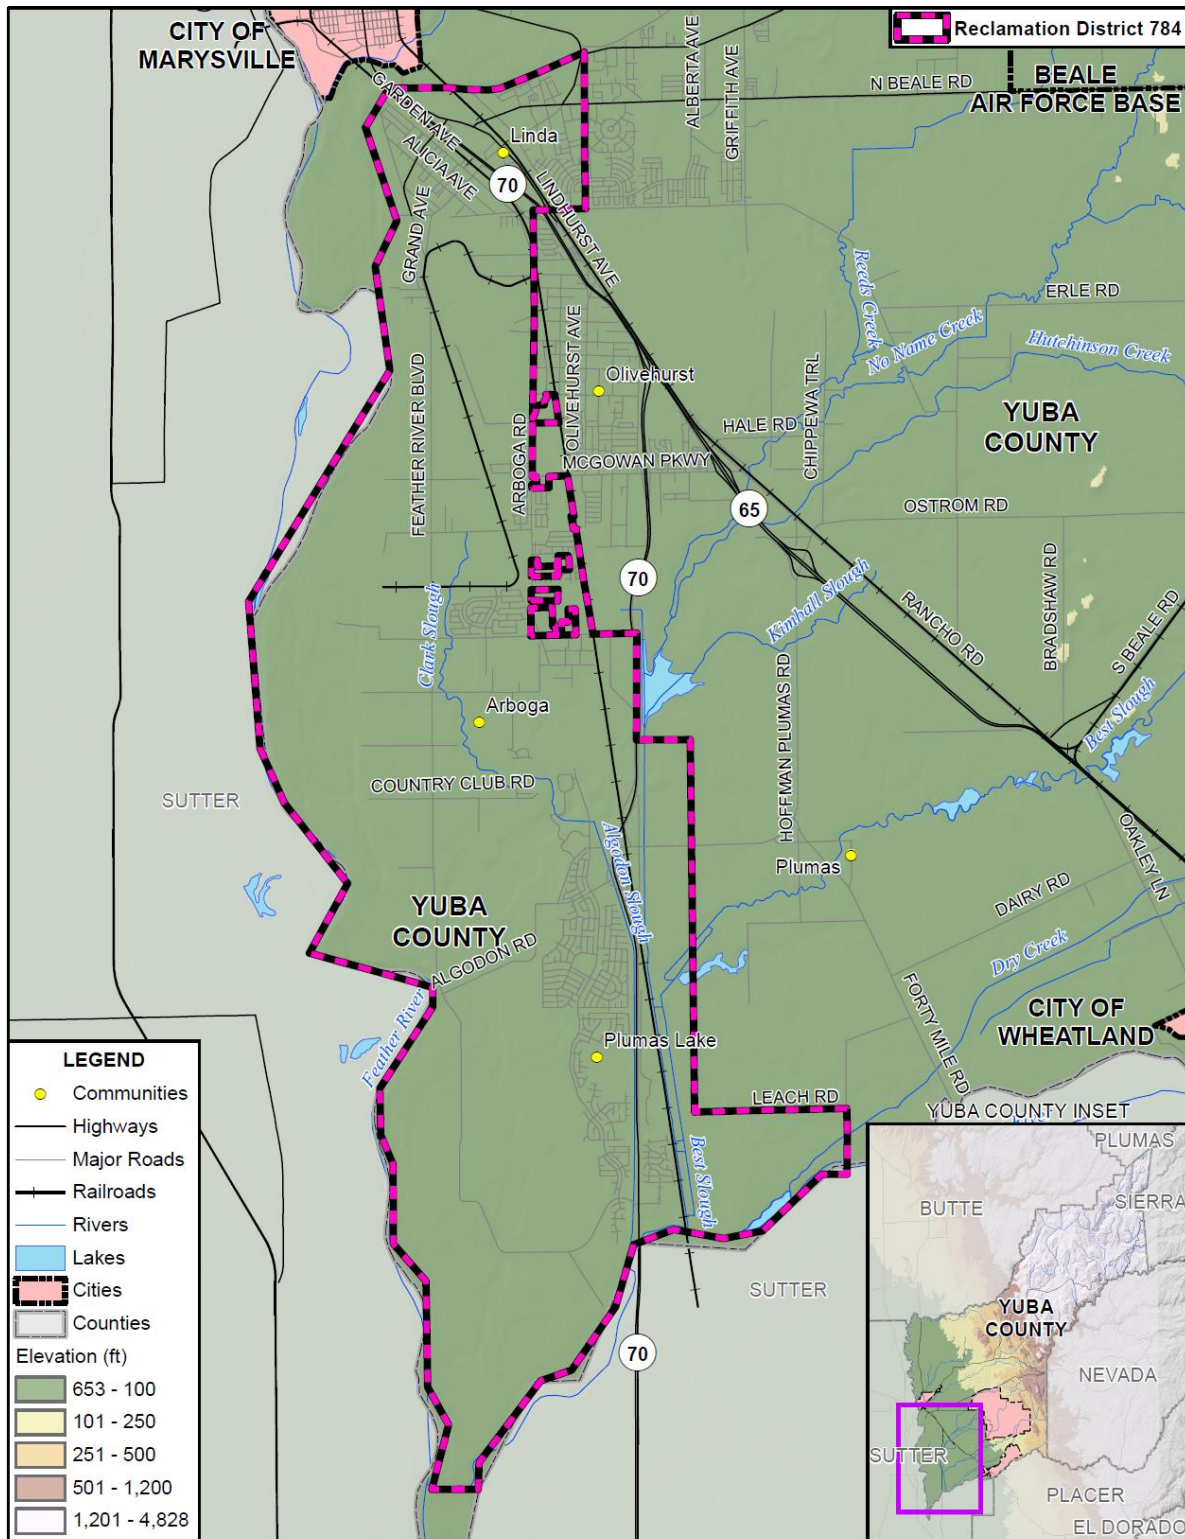 CITY OF
MARYSVILLE
Reclamation District 784
BEALE
AIR FORCE BASE
N BEALE RD
ALBERTA AVE
GRIFFITH AVE
GARDEN AVE
ALICIA AVE
Linda
70
LINDHURST AVE
GRAND AVE
Reeds Creek
ERLE RD
No Name Creek
Hutchinson Creek
OLIVEHURST AVE
FEATHER RIVER BLVD
Olivehurst
CHIPPEWA TRL
HALE RD
YUBA
COUNTY
ARBOGA RD
MCGOWAN PKWY
65
OSTROM RD
70
Clark Slough
Kimball Slough
RANCHO RD
BRADSHAW RD
S BEALE RD
HOFFMAN PLUMAS RD
Best Slough
Arboga
COUNTRY CLUB RD
SUTTER
OAKLEY LN
Algodon Slough
Plumas
DAIRY RD
YUBA
COUNTY
ALGODON RD
Dry Creek
FORTY MILE RD
CITY OF
WHEATLAND
Feather River
Plumas Lake
LEACH RD
Best Slough
SUTTER
70
LEGEND
Communities
Highways
Major Roads
Railroads
Rivers
Lakes
Cities
Counties
Elevation (ft)
653 - 100
101 - 250
251 - 500
501 - 1,200
1,201 - 4,828
YUBA COUNTY INSET
PLUMAS
BUTTE
SIERRA
YUBA
COUNTY
NEVADA
SUTTER
PLACER
EL DORADO